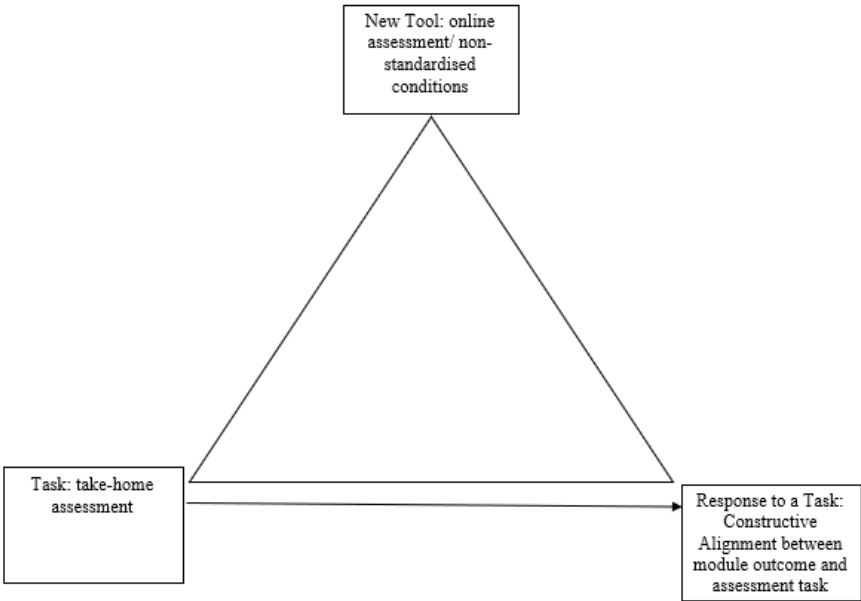 New Tool: online
assessment/ non-
standardised
conditions
Task: take-home
assessment
Response to a Task:
Constructive
Alignment between
module outcome and
assessment task